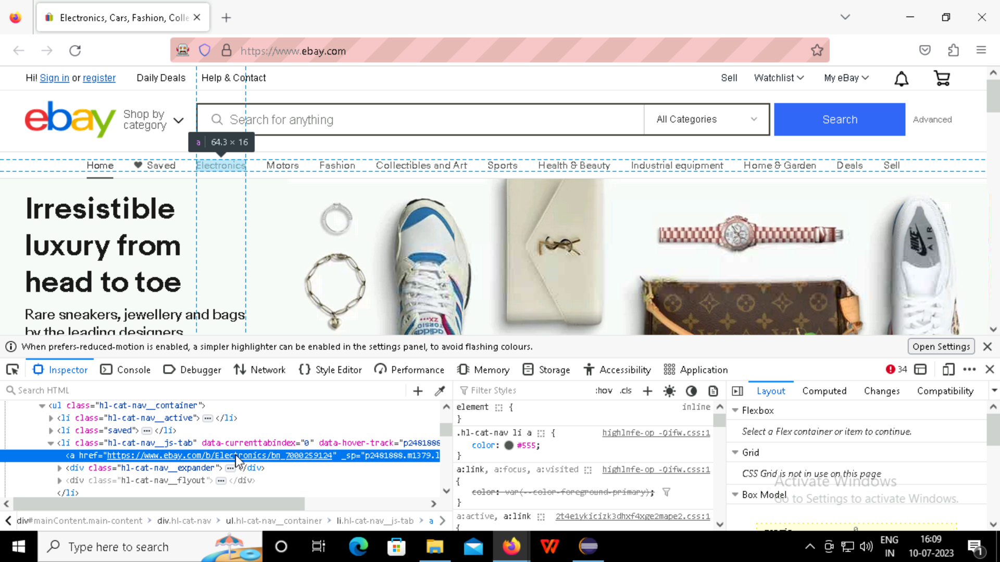 Electronics, Cars, Fashion, Colle
https://www.ebay.com
Hi! Sign in or register Daily Deals Help & Contact Sell Watchlist My eBay
ebay Shop by category Search for anything All Categories Search Advanced
a 64.3 × 16
Home Saved Electronics Motors Fashion Collectibles and Art Sports Health & Beauty Industrial equipment Home & Garden Deals Sell
Irresistible
luxury from
head to toe
Rare sneakers, jewellery and bags
by the leading designers
NIKE
AIR
When prefers-reduced-motion is enabled, a simpler highlighter can be enabled in the settings panel, to avoid flashing colours. Open Settings
Inspector Console Debugger Network Style Editor Performance Memory Storage Accessibility Application 34
Search HTML
<ul class="hl-cat-nav__container">
<li class="hl-cat-nav__active"> ••• </li>
<li class="saved"> ••• </li>
<li class="hl-cat-nav__js-tab" data-currenttabindex="0" data-hover-track="p2481888
<a href="https://www.ebay.com/b/Electronics/bn_7000259124" _sp="p2481888.m1379.l
<div class="hl-cat-nav__expander"> ••• </div>
<div class="hl-cat-nav__flyout"> ••• </div>
</li>
div#mainContent.main-content > div.hl-cat-nav > ul.hl-cat-nav__container > li.hl-cat-nav__js-tab > a
Filter Styles :hov .cls
element { inline
}
.hl-cat-nav li a { highlnfe-op -Qifw.css:1
color: #555;
}
a:link, a:focus, a:visited highlnfe-op -Qifw.css:1
{
color: var(--color-foreground-primary);
}
a:active, a:link 2t4e1ykicizk3dhxf4xge2mape2.css:1
{
Layout Computed Changes Compatibility
Flexbox
Select a Flex container or item to continue.
Grid
CSS Grid is not in use on this page
Box Model
margin 0
Activate Windows
Go to Settings to activate Windows.
Type here to search
ENG
IN
16:09
10-07-2023
1